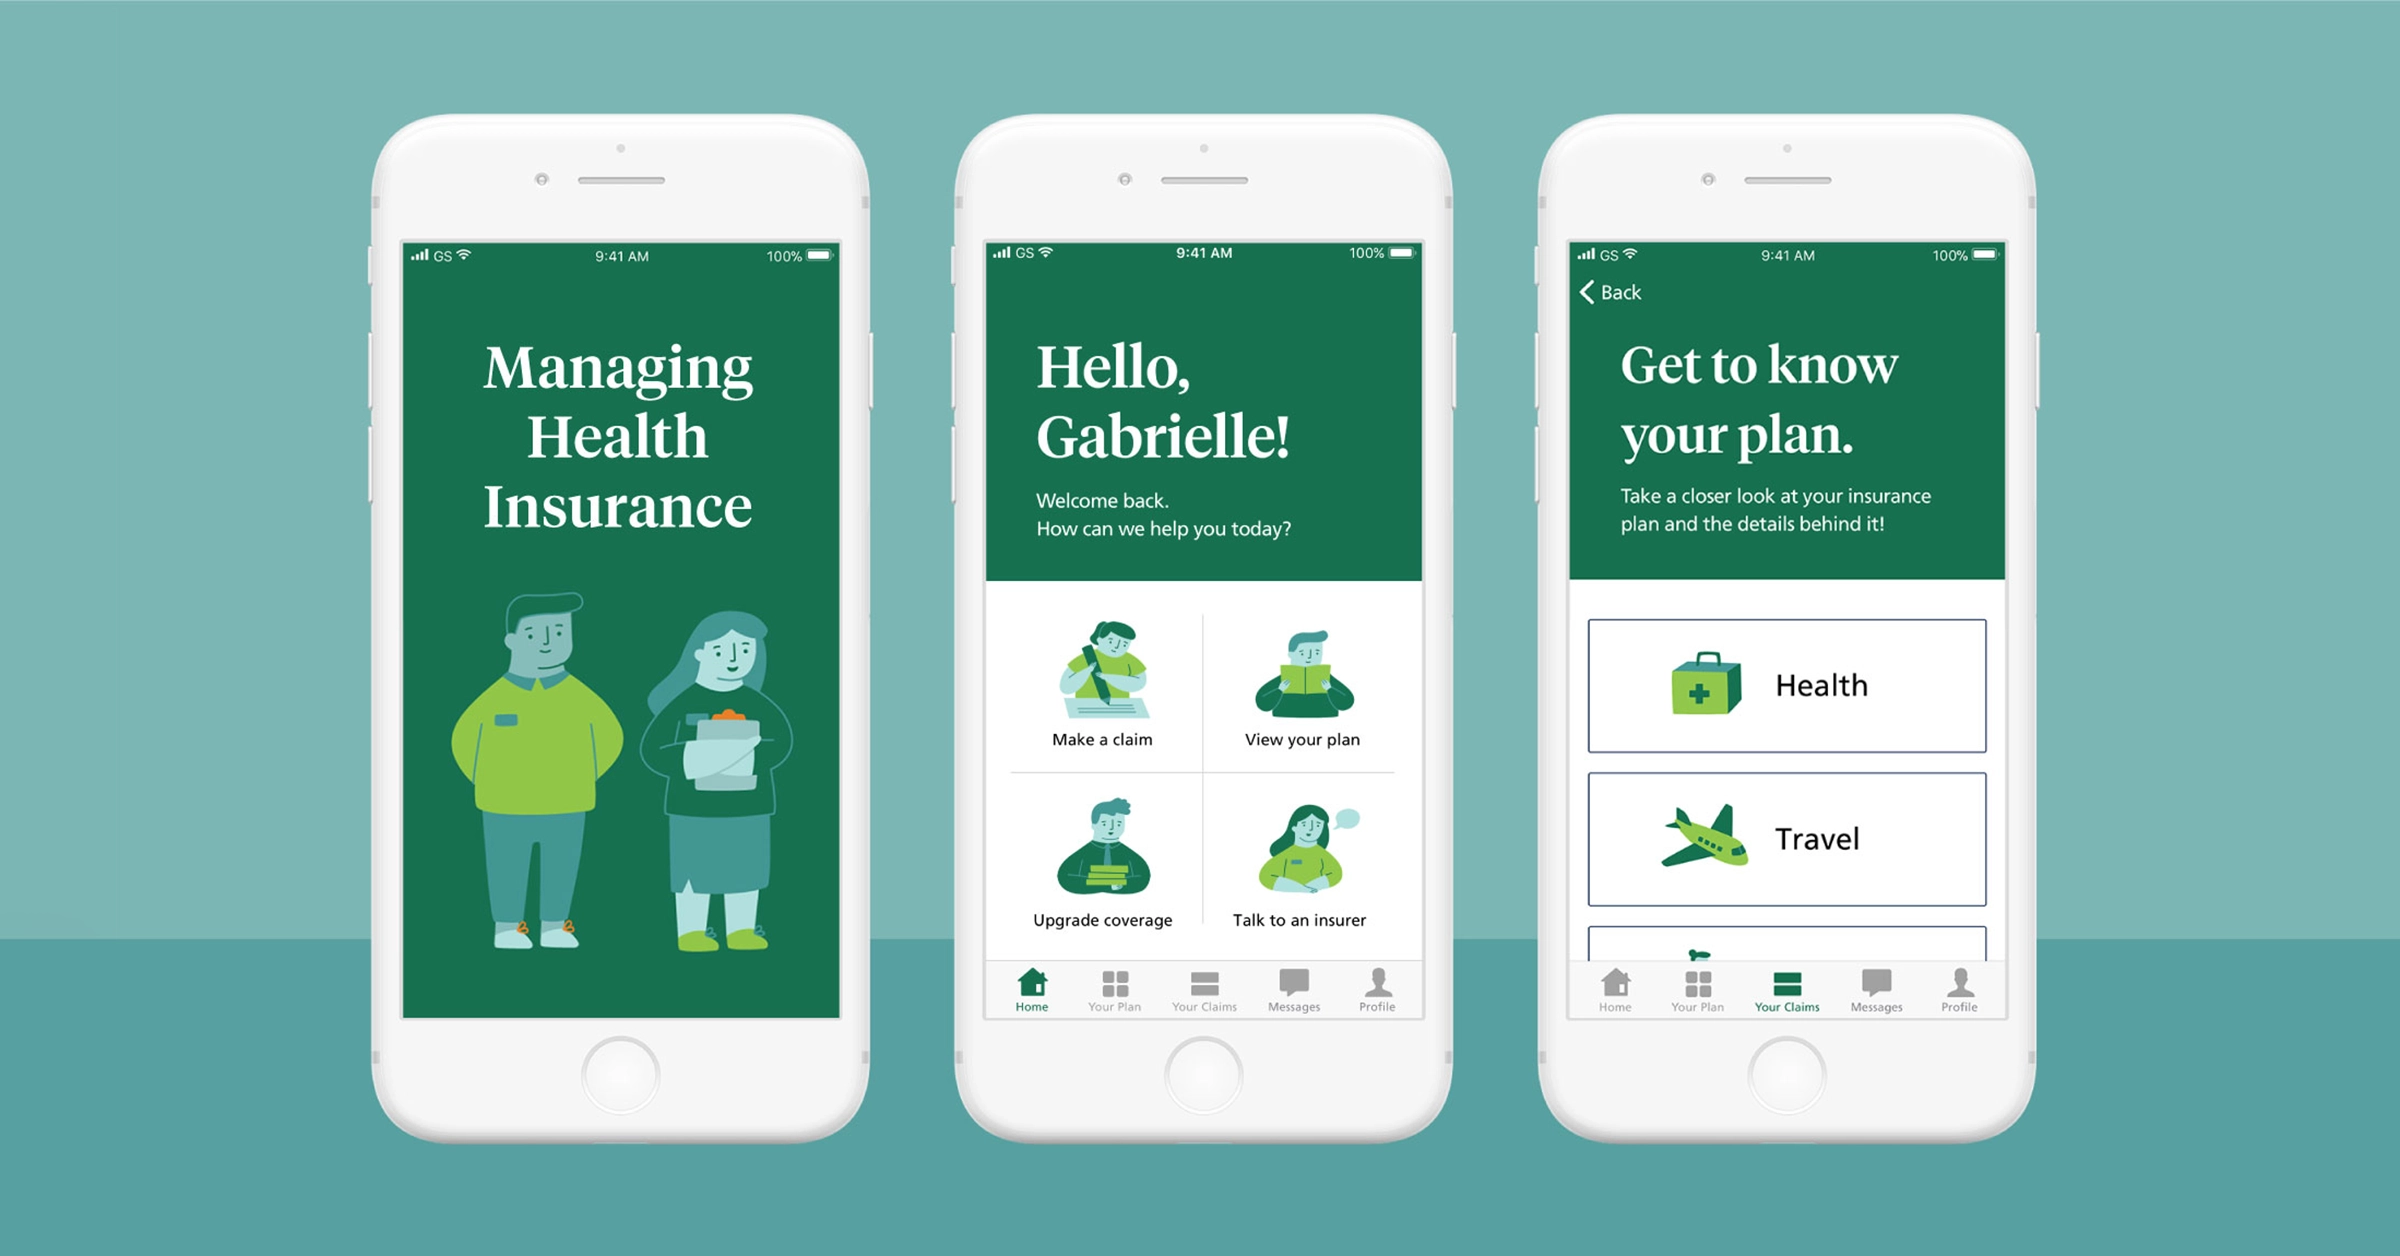 GS 9:41 AM 100%
Managing
Health
Insurance
GS 9:41 AM 100%
Hello,
Gabrielle!
Welcome back.
How can we help you today?
Make a claim
View your plan
Upgrade coverage
Talk to an insurer
Home Your Plan Your Claims Messages Profile
GS 9:41 AM 100%
Back
Get to know
your plan.
Take a closer look at your insurance
plan and the details behind it!
Health
Travel
Home Your Plan Your Claims Messages Profile